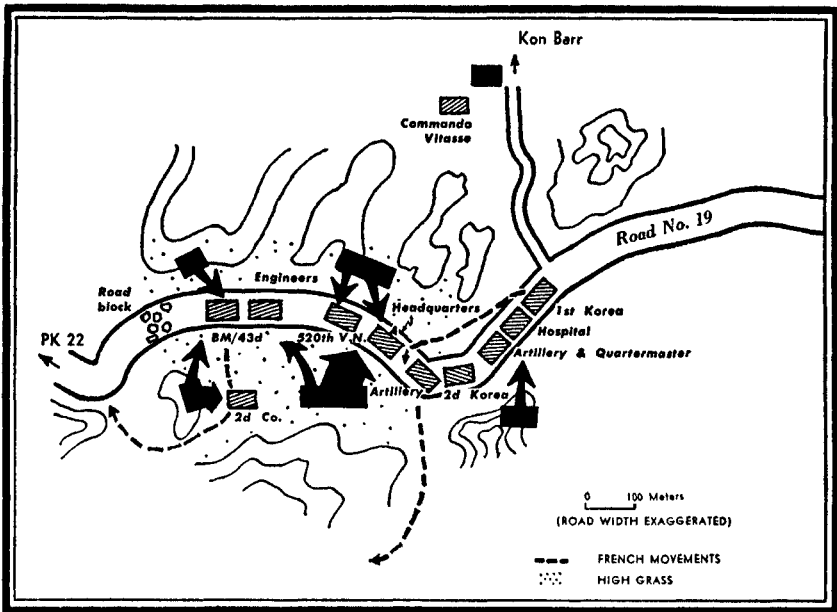 Kon Barr
Commando
Vitasse
Road No. 19
Engineers
Road
block
Headquarters
1st Korea
Hospital
PK 22
BM/43d
520th V.N.
Artillery & Quartermaster
Artillery
2d Korea
2d Co.
0 100 Meters
(ROAD WIDTH EXAGGERATED)
FRENCH MOVEMENTS
HIGH GRASS